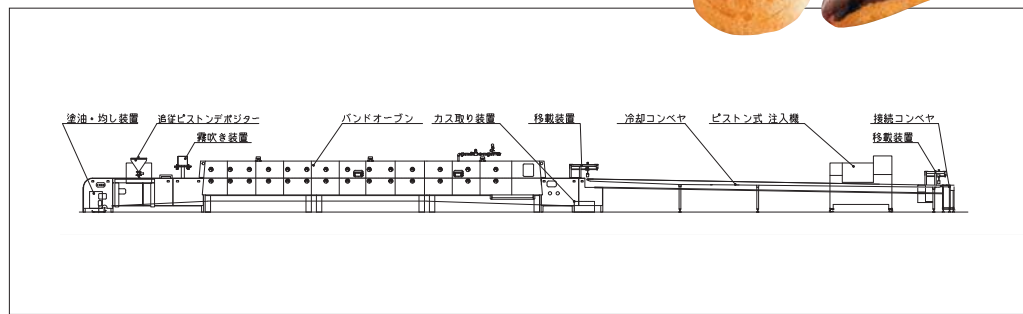 塗油・均し装置
追従ピストンデポジター
霧吹き装置
バンドオーブン
カス取り装置
移載装置
冷却コンベヤ
ピストン式 注入機
接続コンベヤ
移載装置